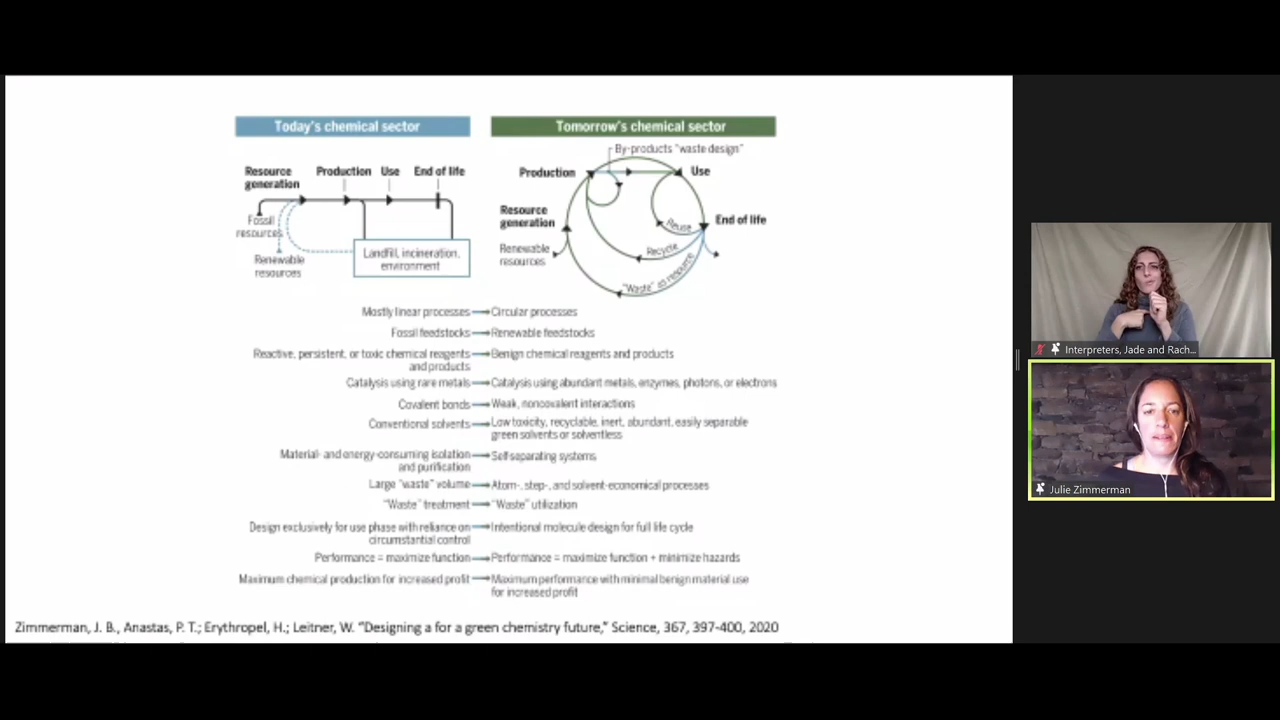 Today's chemical sector
Tomorrow's chemical sector
Resource
generation
Production
Use
End of life
Fossil
resources
Renewable
resources
Landfill, incineration,
environment
By-products "waste design"
Production
Use
Resource
generation
End of life
Renewable
resources
Reuse
Recycle
"Waste" as resource
Mostly linear processes
Circular processes
Fossil feedstocks
Renewable feedstocks
Reactive, persistent, or toxic chemical reagents
and products
Benign chemical reagents and products
Catalysis using rare metals
Catalysis using abundant metals, enzymes, photons, or electrons
Covalent bonds
Weak, noncovalent interactions
Conventional solvents
Low toxicity, recyclable, inert, abundant, easily separable
green solvents or solventless
Material- and energy-consuming isolation
and purification
Self-separating systems
Large "waste" volume
Atom-, step-, and solvent-economical processes
"Waste" treatment
"Waste" utilization
Design exclusively for use phase with reliance on
circumstantial control
Intentional molecule design for full life cycle
Performance = maximize function
Performance = maximize function + minimize hazards
Maximum chemical production for increased profit
Maximum performance with minimal benign material use
for increased profit
Zimmerman, J. B., Anastas, P. T.; Erythropel, H.; Leitner, W. "Designing a for a green chemistry future," Science, 367, 397-400, 2020
Interpreters, Jade and Rach...
Julie Zimmerman